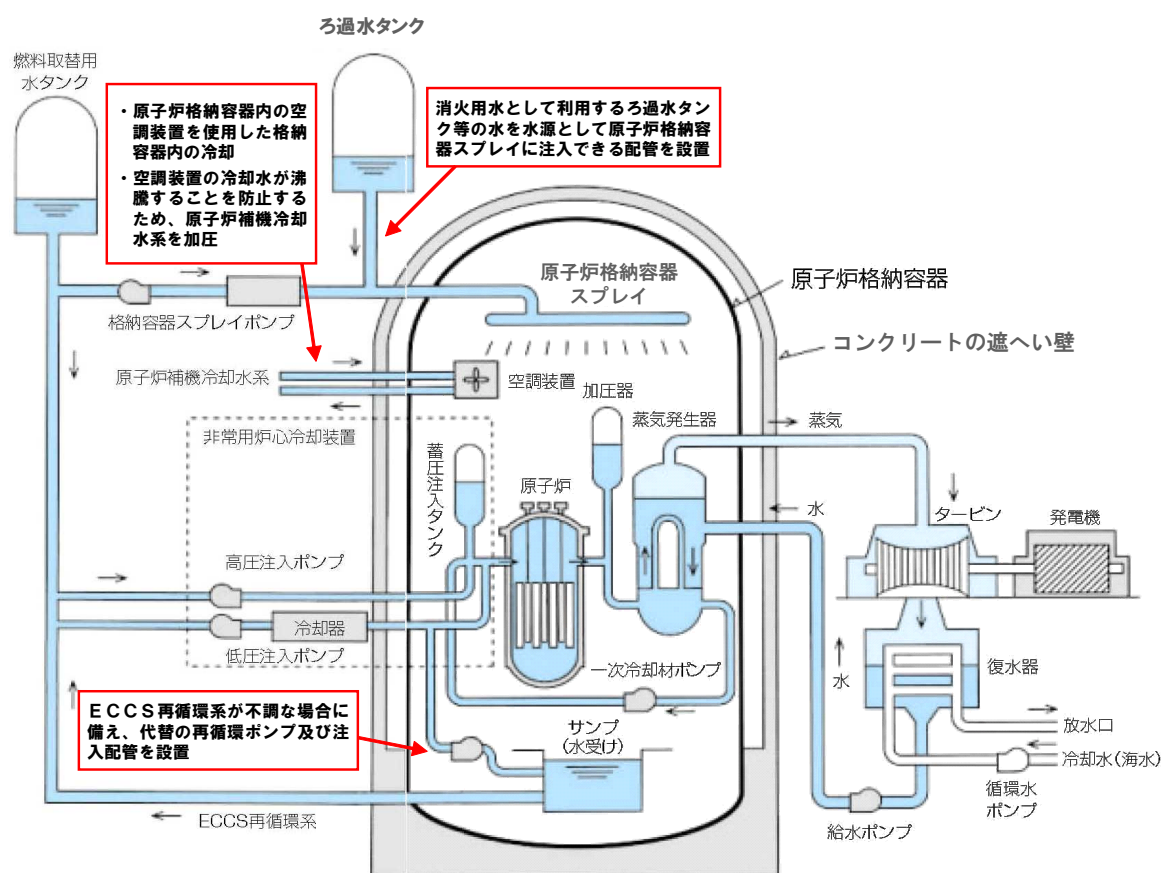 ろ過水タンク
燃料取替用
水タンク
・原子炉格納容器内の空
調装置を使用した格納
容器内の冷却
・空調装置の冷却水が沸
騰することを防止する
ため、原子炉補機冷却
水系を加圧
消火用水として利用するろ過水タン
ク等の水を水源として原子炉格納容
器スプレイに注入できる配管を設置
原子炉格納容器
スプレイ
原子炉格納容器
格納容器スプレイポンプ
コンクリートの遮へい壁
原子炉補機冷却水系
空調装置
加圧器
蒸気発生器
蒸気
非常用炉心冷却装置
蓄圧注入タンク
原子炉
水
タービン
発電機
高圧注入ポンプ
冷却器
低圧注入ポンプ
一次冷却材ポンプ
水
復水器
ECCS再循環系が不調な場合に
備え、代替の再循環ポンプ及び注
入配管を設置
サンプ
(水受け)
放水口
冷却水(海水)
循環水
ポンプ
給水ポンプ
ECCS再循環系